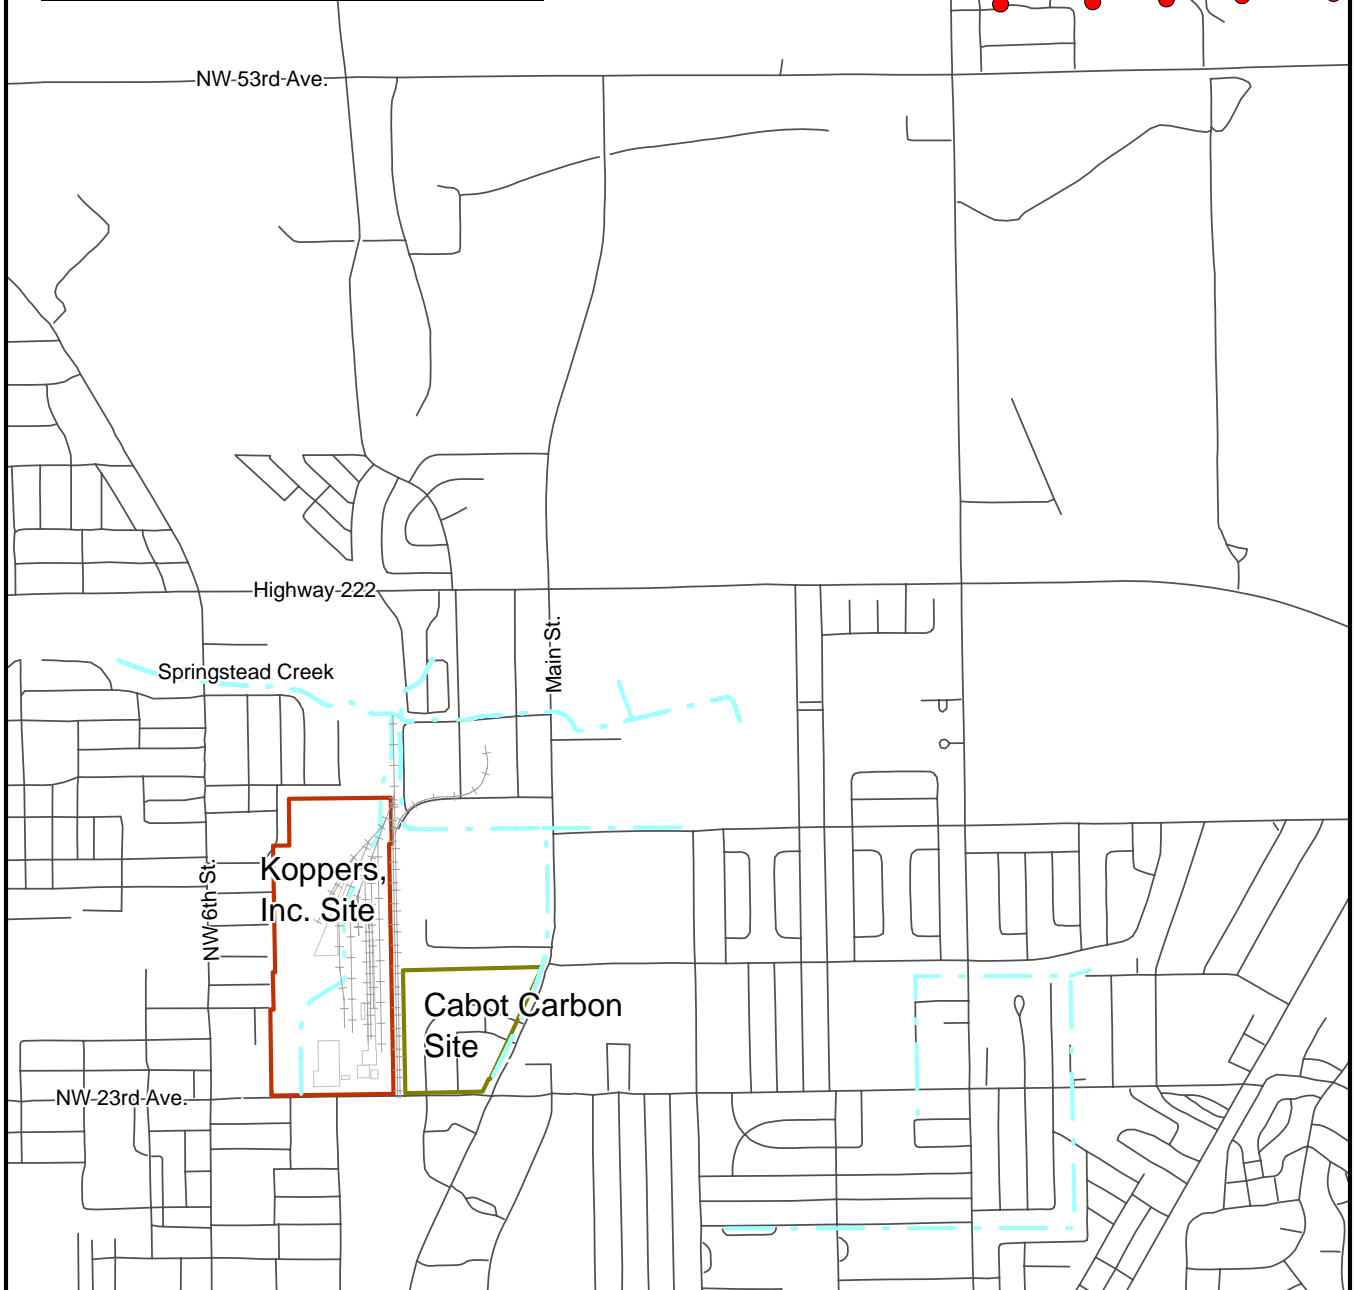 NW 53rd Ave.
Highway 222
Main St.
Springstead Creek
NW 6th St.
Koppers,
Inc. Site
Cabot Carbon
Site
NW 23rd Ave.